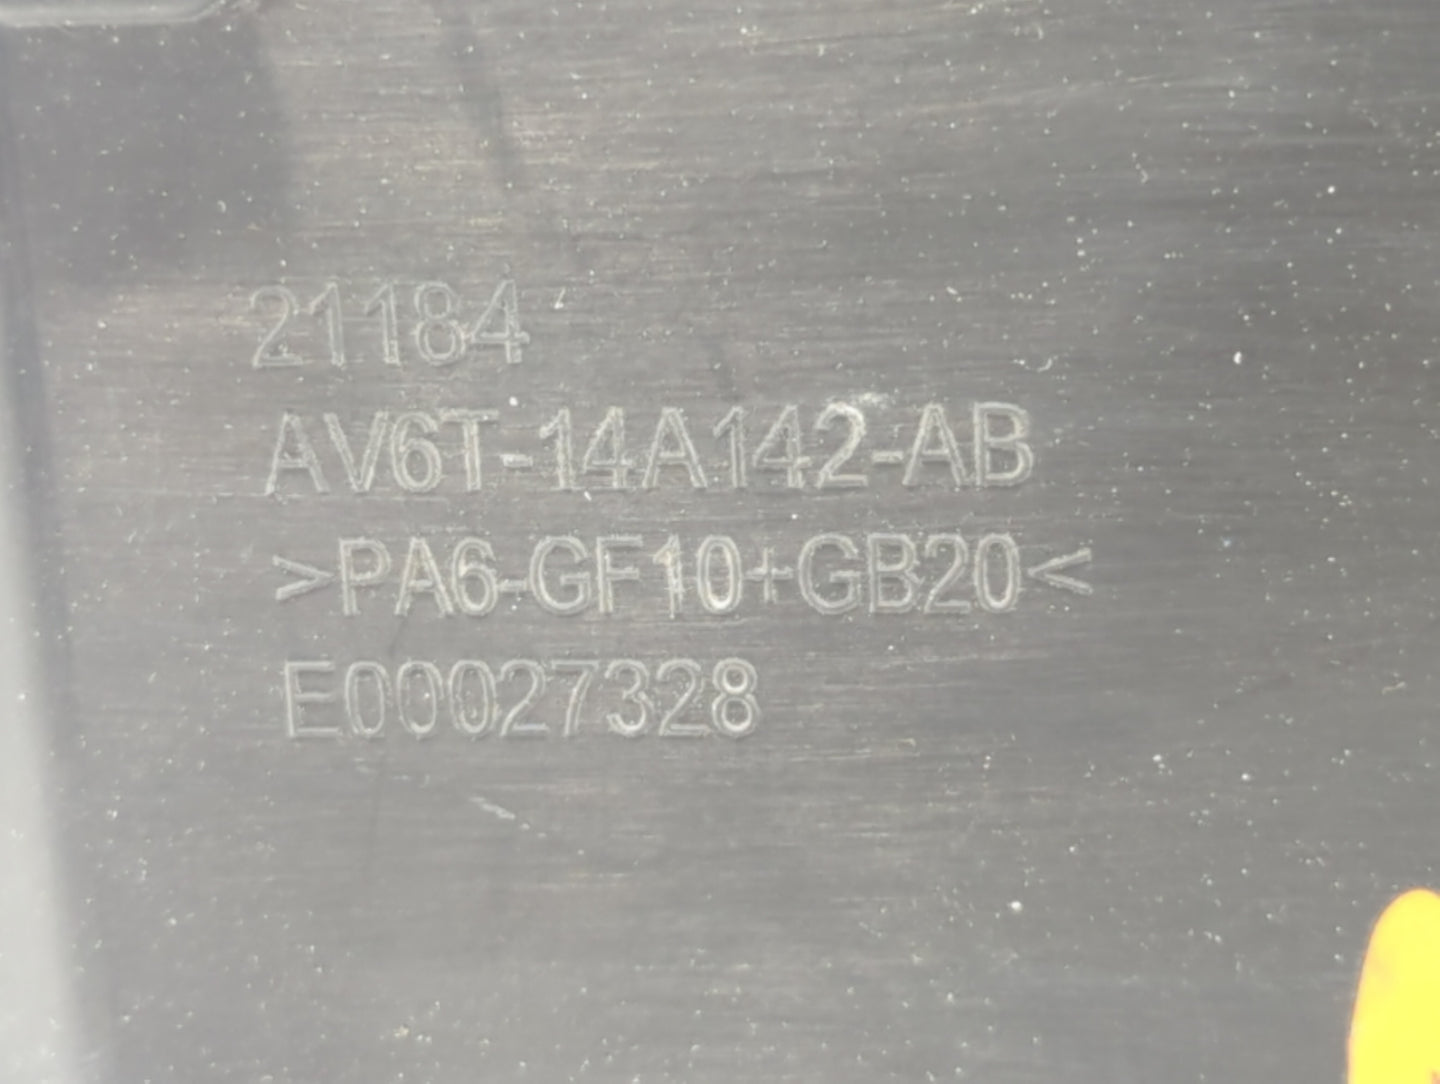 21184
AV6T-14A142-AB
>PA6-GF10+GB20<
E00027328